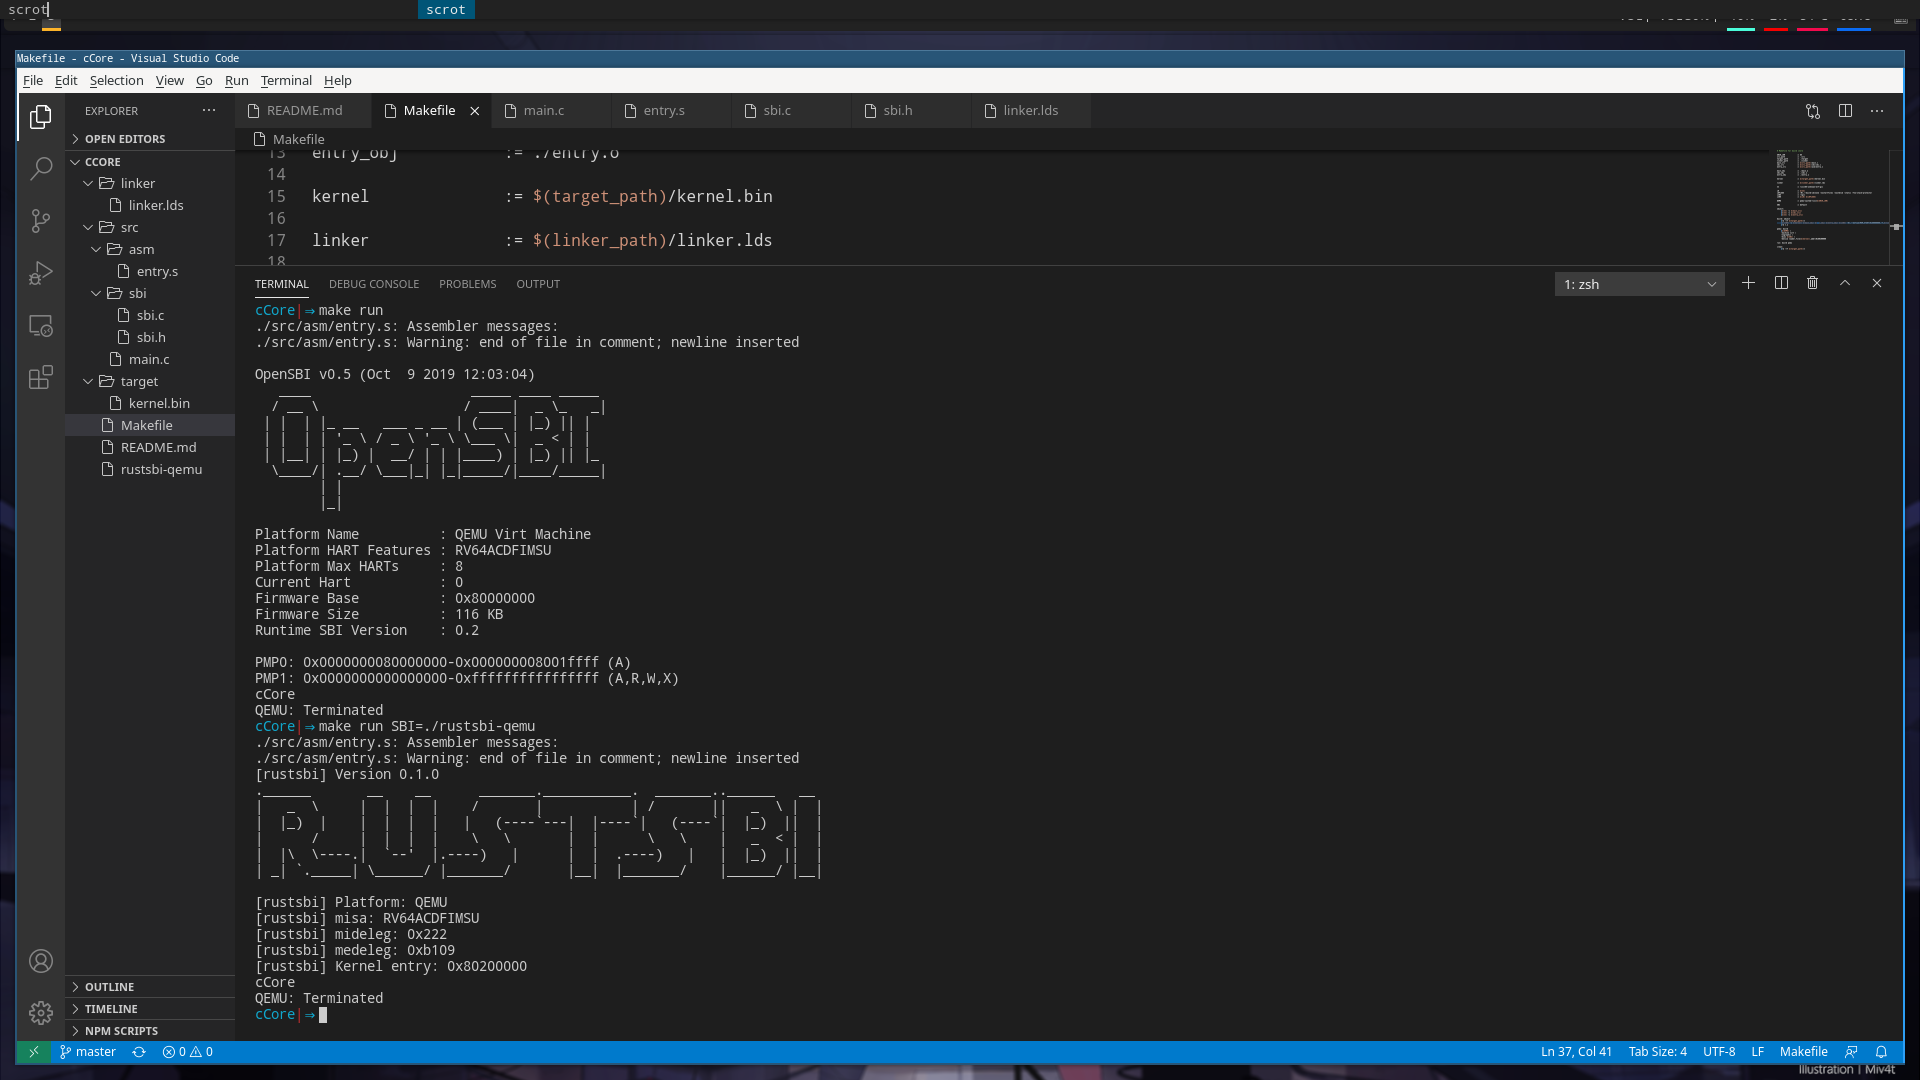 scrot scrot
Makefile - cCore - Visual Studio Code
File Edit Selection View Go Run Terminal Help
EXPLORER
OPEN EDITORS
CCORE
linker
linker.lds
src
asm
entry.s
sbi
sbi.c
sbi.h
main.c
target
kernel.bin
Makefile
README.md
rustsbi-qemu
OUTLINE
TIMELINE
NPM SCRIPTS
README.md Makefile main.c entry.s sbi.c sbi.h linker.lds
Makefile
13 entry_obj := ./entry.o
14
15 kernel := $(target_path)/kernel.bin
16
17 linker := $(linker_path)/linker.lds
18
TERMINAL DEBUG CONSOLE PROBLEMS OUTPUT 1: zsh
cCore|⇒ make run
./src/asm/entry.s: Assembler messages:
./src/asm/entry.s: Warning: end of file in comment; newline inserted
OpenSBI v0.5 (Oct  9 2019 12:03:04)
OpenSBI
Platform Name          : QEMU Virt Machine
Platform HART Features : RV64ACDFIMSU
Platform Max HARTs     : 8
Current Hart           : 0
Firmware Base          : 0x80000000
Firmware Size          : 116 KB
Runtime SBI Version    : 0.2
PMP0: 0x0000000080000000-0x000000008001ffff (A)
PMP1: 0x0000000000000000-0xffffffffffffffff (A,R,W,X)
cCore
QEMU: Terminated
cCore|⇒ make run SBI=./rustsbi-qemu
./src/asm/entry.s: Assembler messages:
./src/asm/entry.s: Warning: end of file in comment; newline inserted
[rustsbi] Version 0.1.0
RUSTSBI
[rustsbi] Platform: QEMU
[rustsbi] misa: RV64ACDFIMSU
[rustsbi] mideleg: 0x222
[rustsbi] medeleg: 0xb109
[rustsbi] Kernel entry: 0x80200000
cCore
QEMU: Terminated
cCore|⇒
master 0 0 Ln 37, Col 41 Tab Size: 4 UTF-8 LF Makefile
Illustration | Miv4t